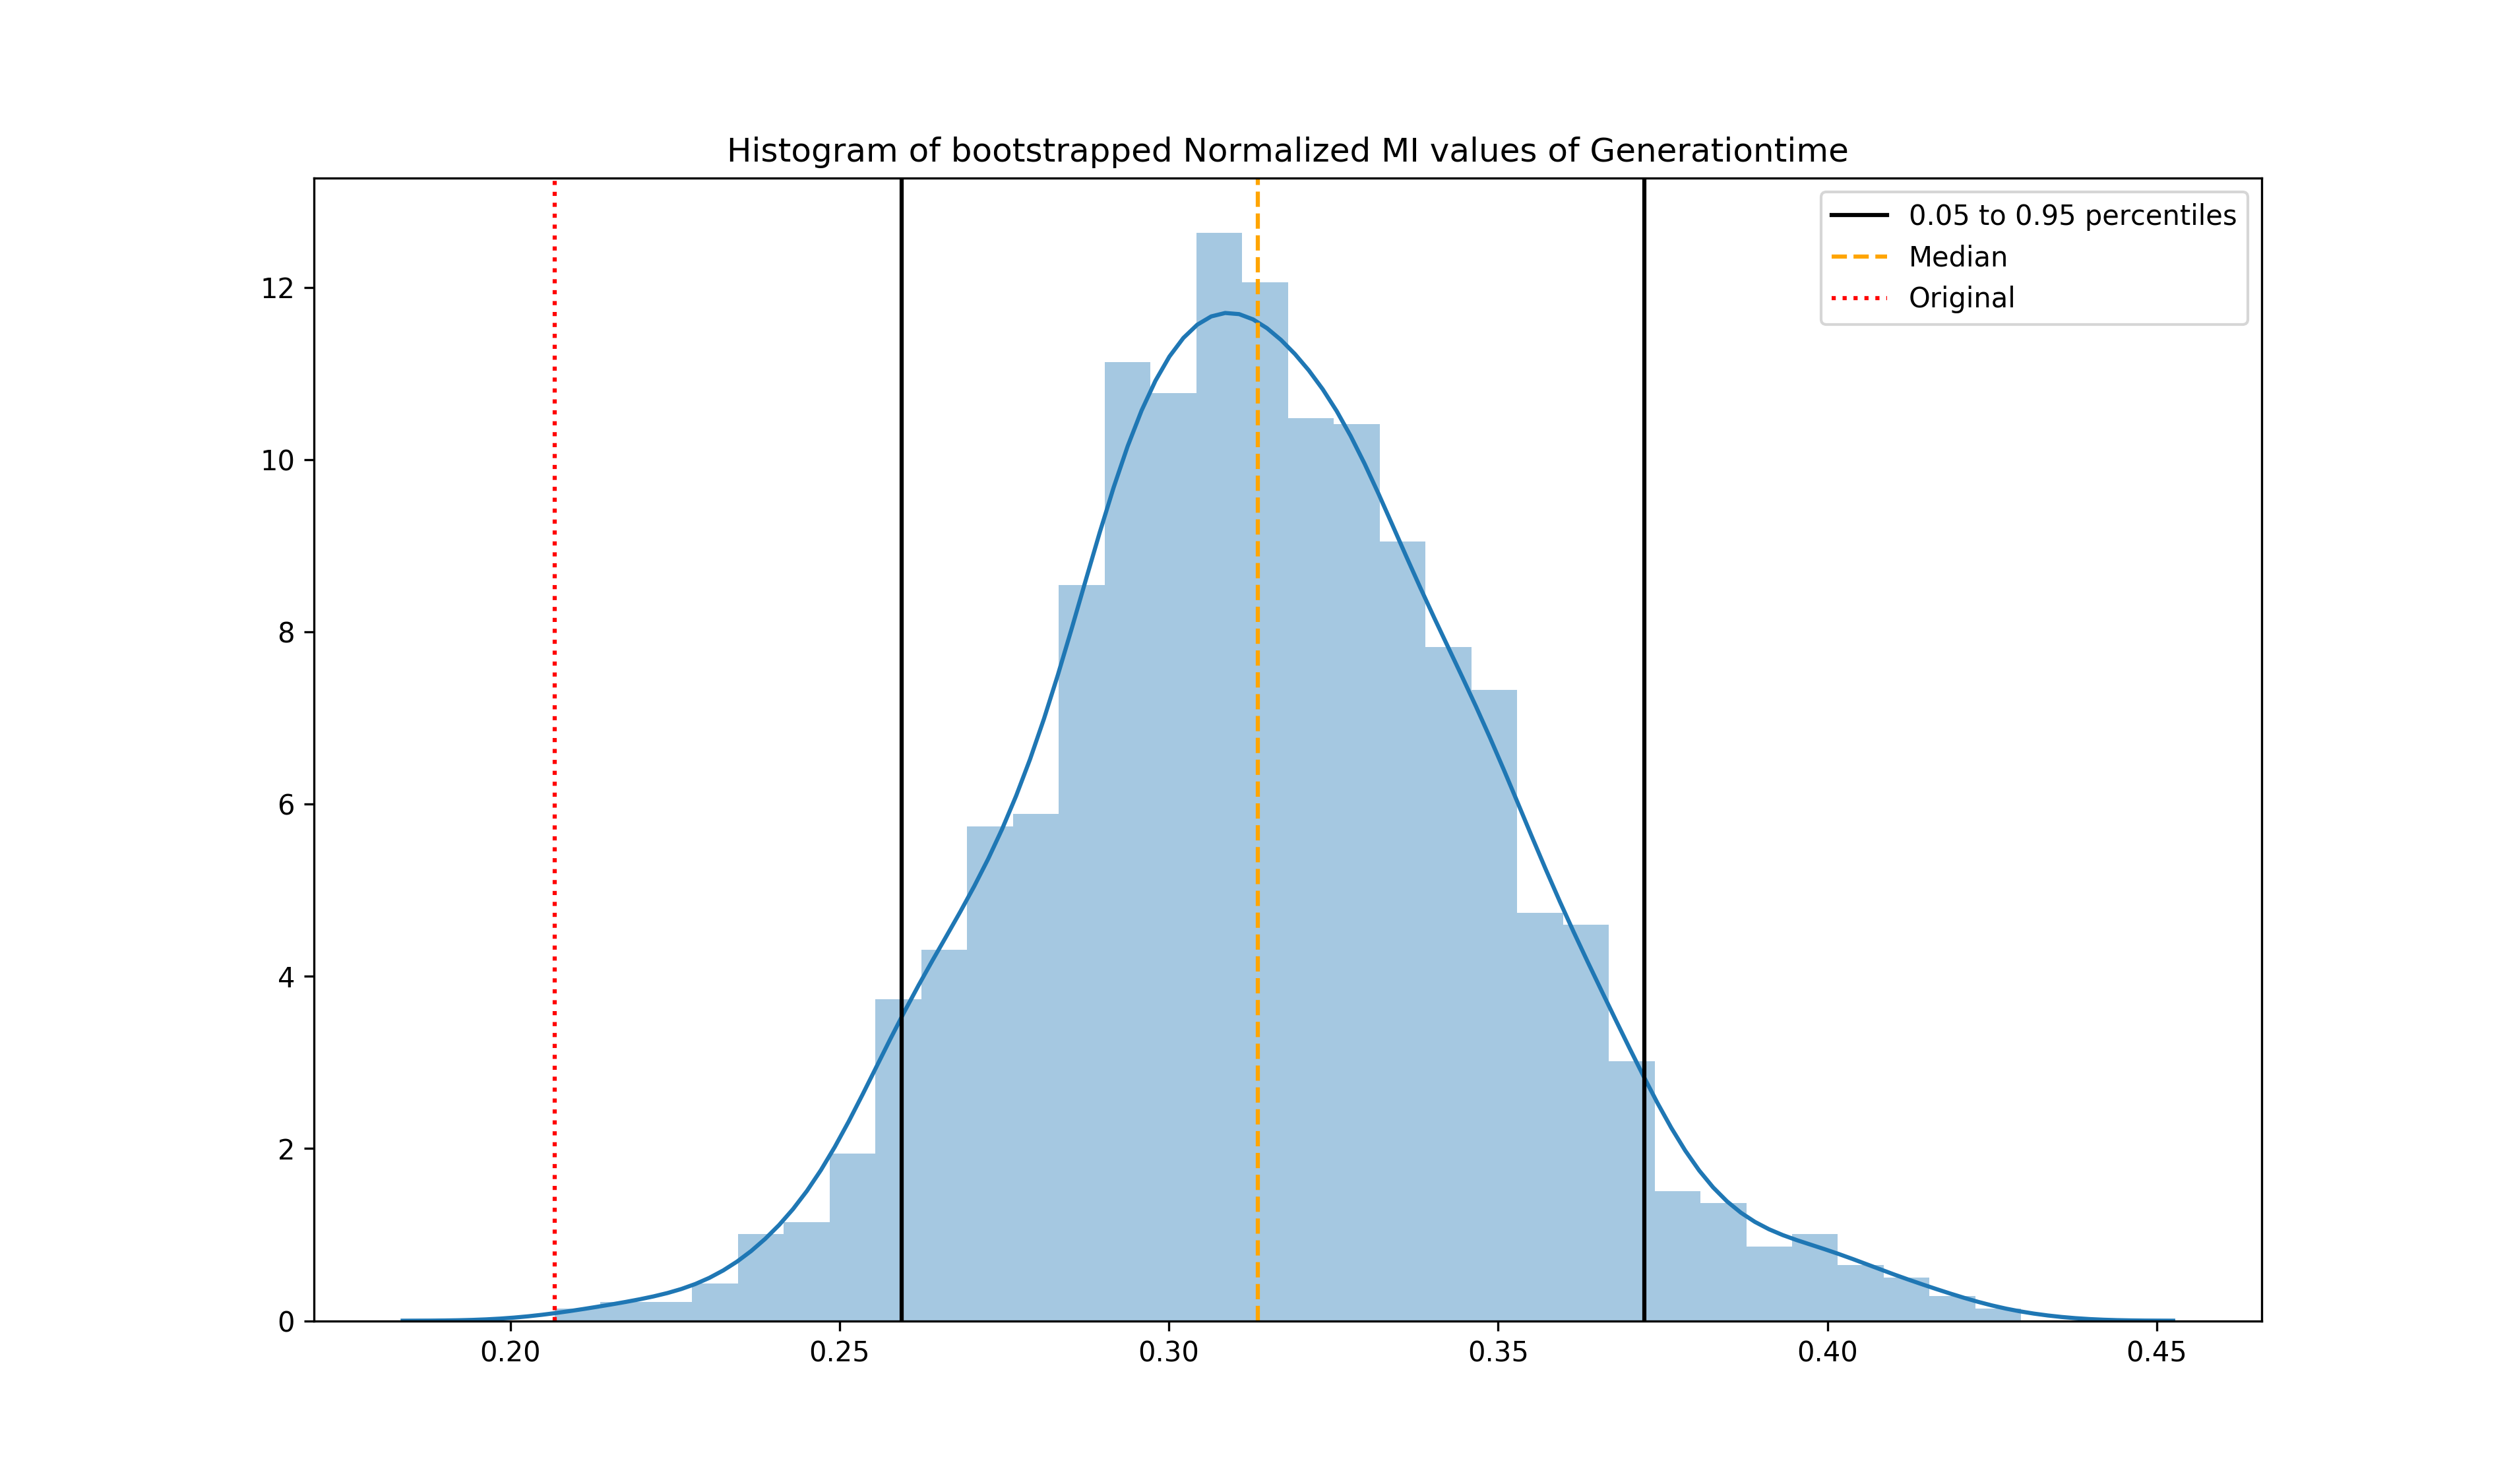 Histogram of bootstrapped Normalized MI values of Generationtime
0.05 to 0.95 percentiles
Median
Original
12
10
8
6
4
2
0
0.20 0.25 0.30 0.35 0.40 0.45